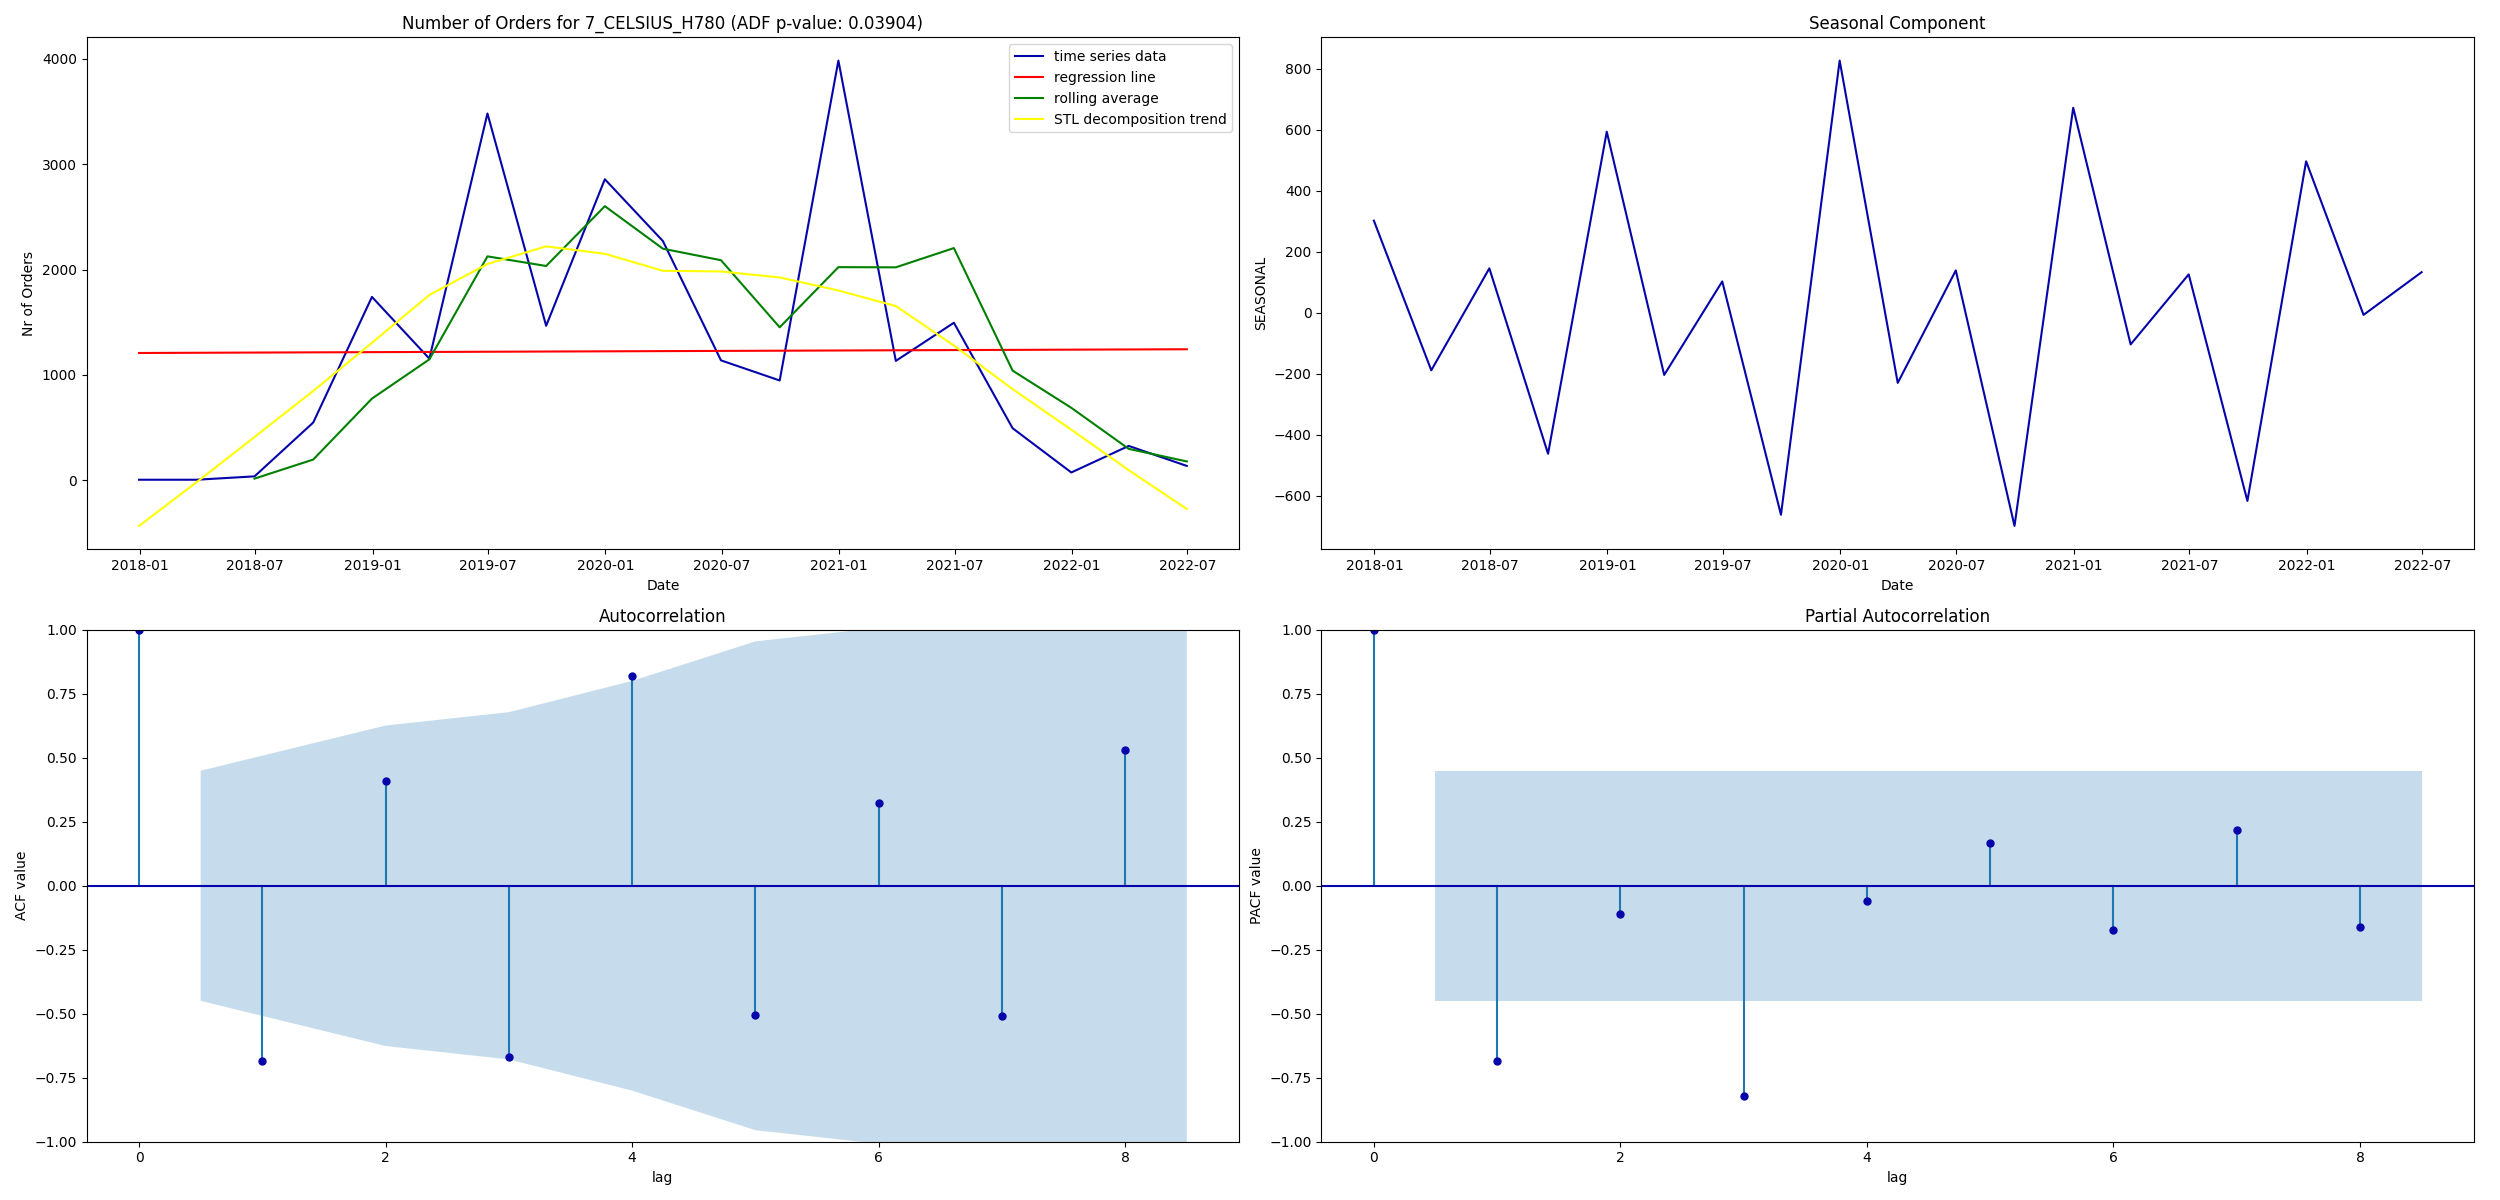 Number of Orders for 7_CELSIUS_H780 (ADF p-value: 0.03904)
time series data
regression line
rolling average
STL decomposition trend
Nr of Orders
4000
3000
2000
1000
0
2018-01 2018-07 2019-01 2019-07 2020-01 2020-07 2021-01 2021-07 2022-01 2022-07
Date
Seasonal Component
SEASONAL
800
600
400
200
0
−200
−400
−600
2018-01 2018-07 2019-01 2019-07 2020-01 2020-07 2021-01 2021-07 2022-01 2022-07
Date
Autocorrelation
ACF value
1.00
0.75
0.50
0.25
0.00
−0.25
−0.50
−0.75
−1.00
0 2 4 6 8
lag
Partial Autocorrelation
PACF value
1.00
0.75
0.50
0.25
0.00
−0.25
−0.50
−0.75
−1.00
0 2 4 6 8
lag